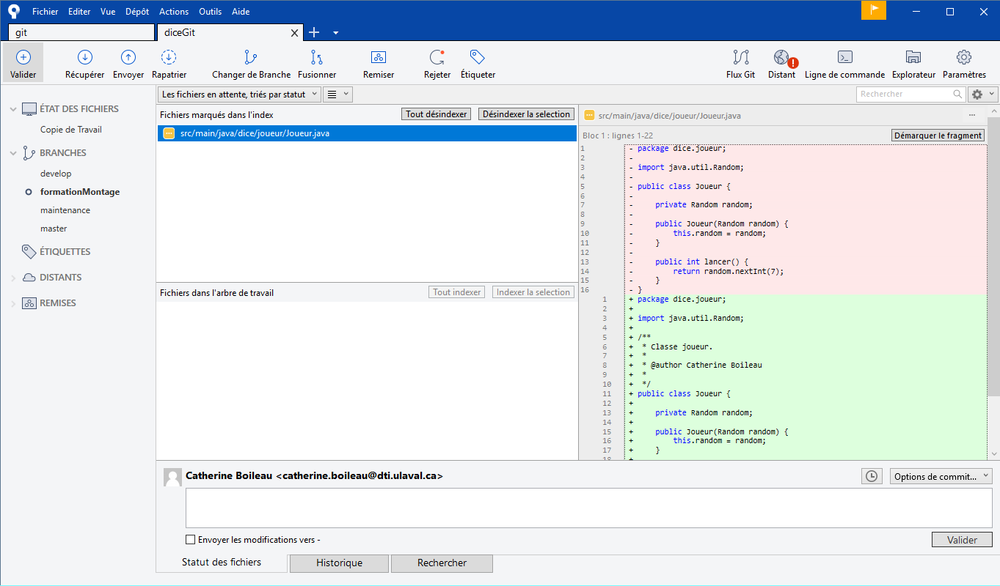 Fichier Editer Vue Dépôt Actions Outils Aide
git
diceGit
Valider Récupérer Envoyer Rapatrier Changer de Branche Fusionner Remiser Rejeter Étiqueter Flux Git Distant Ligne de commande Explorateur Paramètres
ÉTAT DES FICHIERS
Copie de Travail
BRANCHES
develop
formationMontage
maintenance
master
ÉTIQUETTES
DISTANTS
REMISES
Les fichiers en attente, triés par statut
Rechercher
Fichiers marqués dans l'index Tout désindexer Désindexer la selection
src/main/java/dice/joueur/Joueur.java
Fichiers dans l'arbre de travail Tout indexer Indexer la selection
src/main/java/dice/joueur/Joueur.java ...
Bloc 1 : lignes 1-22 Démarquer le fragment
1 - package dice.joueur;
2 -
3 - import java.util.Random;
4 -
5 - public class Joueur {
6 -
7 - private Random random;
8 -
9 - public Joueur(Random random) {
10 - this.random = random;
11 - }
12 -
13 - public int lancer() {
14 - return random.nextInt(7);
15 - }
16 - }
1 + package dice.joueur;
2 +
3 + import java.util.Random;
4 +
5 + /**
6 + * Classe joueur.
7 + *
8 + * @author Catherine Boileau
9 + *
10 + */
11 + public class Joueur {
12 +
13 + private Random random;
14 +
15 + public Joueur(Random random) {
16 + this.random = random;
17 + }
18 +
Catherine Boileau <catherine.boileau@dti.ulaval.ca>
Options de commit...
Envoyer les modifications vers -
Valider
Statut des fichiers Historique Rechercher